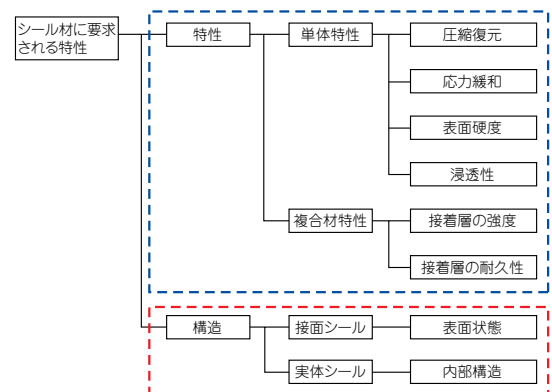 シール材に要求
される特性
特性
単体特性
圧縮復元
応力緩和
表面硬度
浸透性
複合材特性
接着層の強度
接着層の耐久性
構造
接面シール
表面状態
実体シール
内部構造